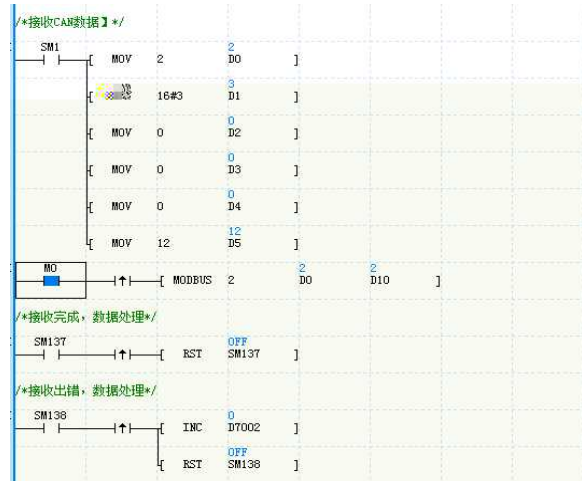 /*接收CAN数据】*/
SM1
2
[ MOV 2 D0 ]
3
[ 16#3 D1 ]
0
[ MOV 0 D2 ]
0
[ MOV 0 D3 ]
0
[ MOV 0 D4 ]
12
[ MOV 12 D5 ]
M0 2 2
[ MODBUS 2 D0 D10 ]
/*接收完成，数据处理*/
SM137 OFF
[ RST SM137 ]
/*接收出错，数据处理*/
SM138 0
[ INC D7002 ]
OFF
[ RST SM138 ]